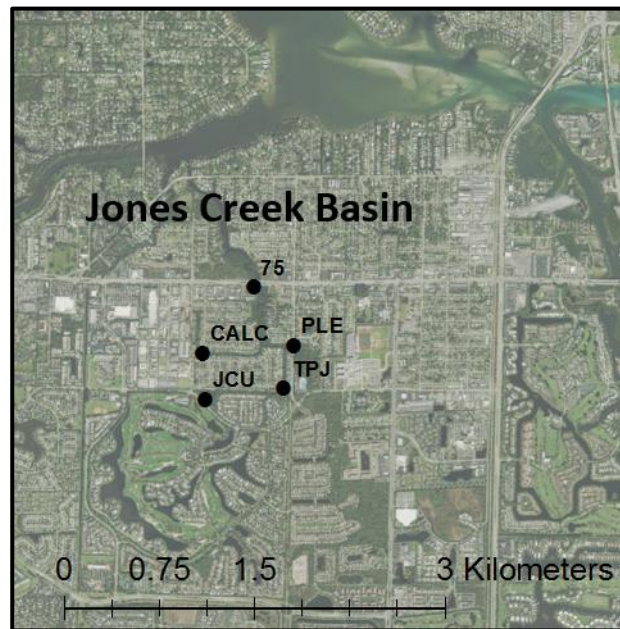 Jones Creek Basin
75
PLE
CALC
TPJ
JCU
0 0.75 1.5 3 Kilometers